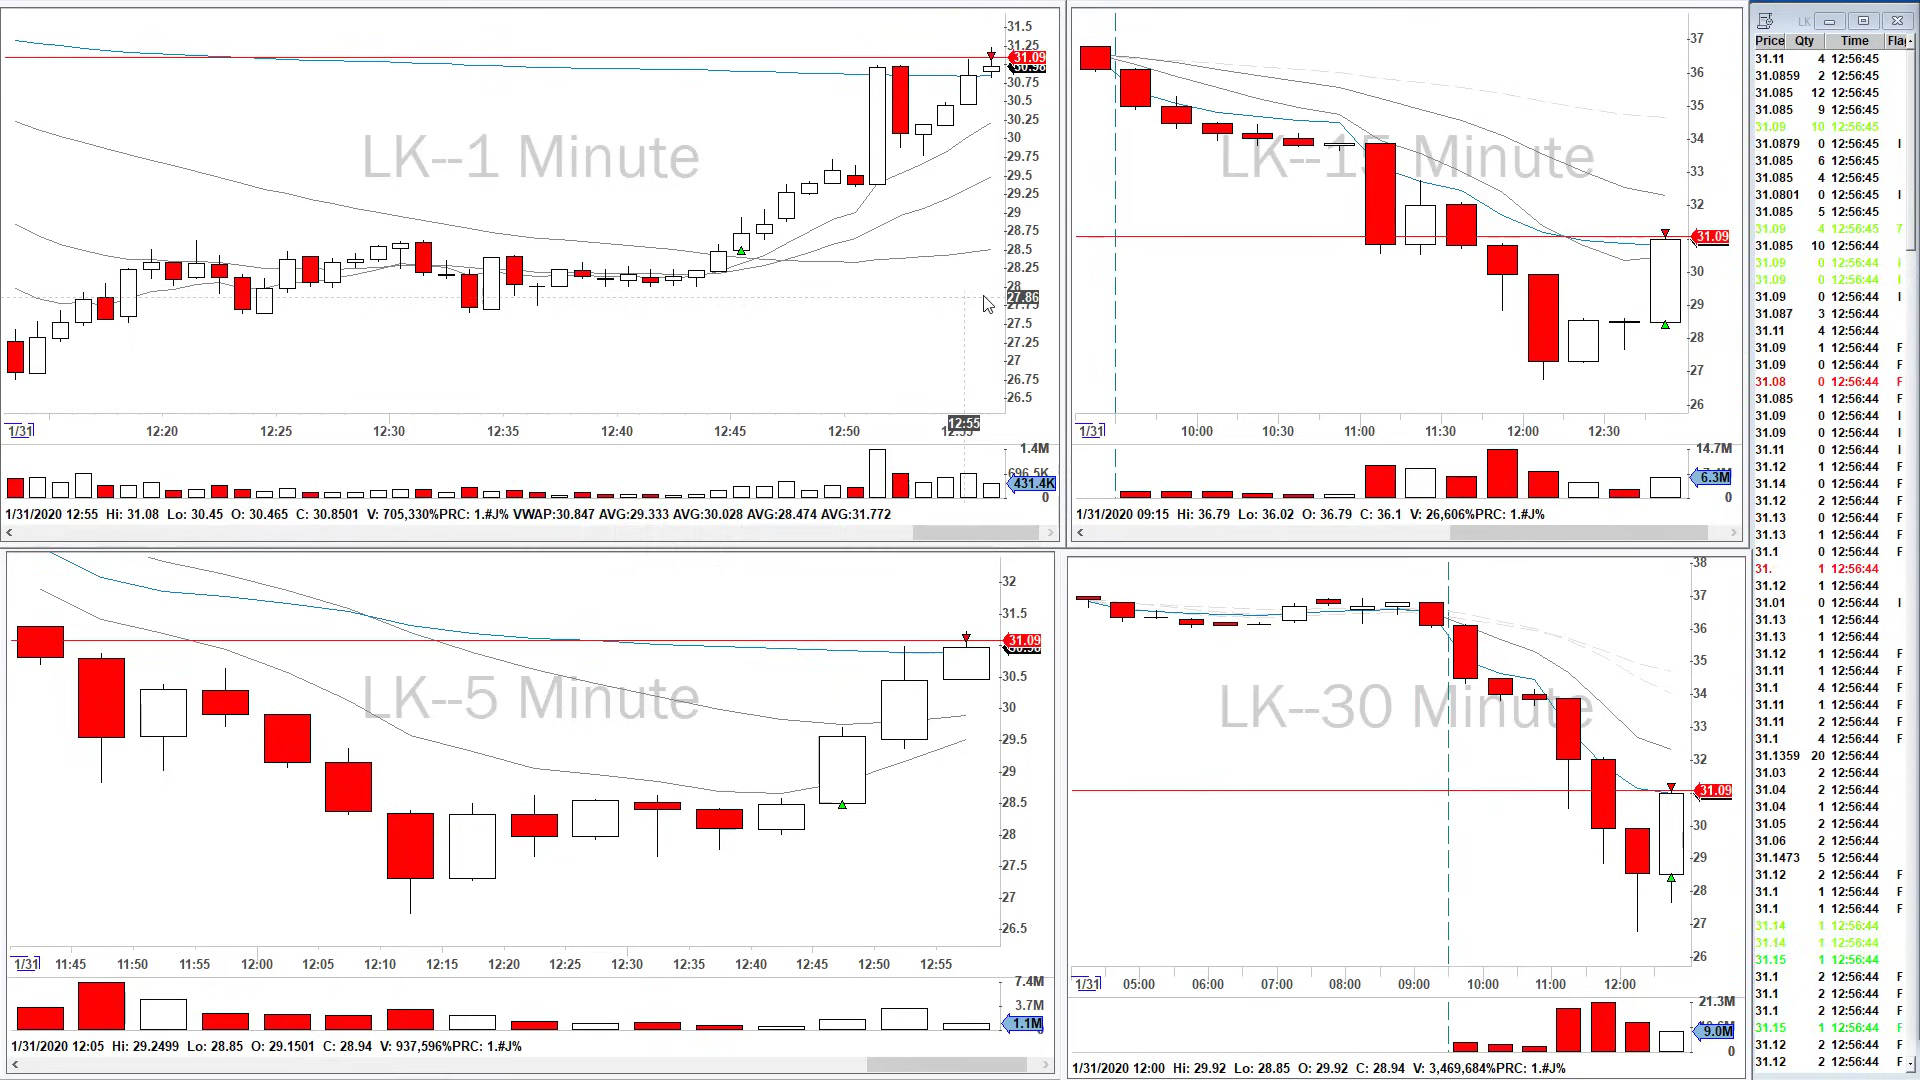 LK--1 Minute
31.5
31.25
31.09
30.75
30.5
30.25
30
29.75
29.5
29.25
29
28.75
28.5
28.25
28
27.86
27.5
27.25
27
26.75
26.5
1/31 12:20 12:25 12:30 12:35 12:40 12:45 12:50 12:55
1.4M
696.5K
431.4K
0
1/31/2020 12:55 Hi: 31.08 Lo: 30.45 O: 30.465 C: 30.8501 V: 705,330%PRC: 1.#J% VWAP:30.847 AVG:29.333 AVG:30.028 AVG:28.474 AVG:31.772
LK--15 Minute
37
36
35
34
33
32
31.09
30
29
28
27
26
1/31 10:00 10:30 11:00 11:30 12:00 12:30
14.7M
6.3M
0
1/31/2020 09:15 Hi: 36.79 Lo: 36.02 O: 36.79 C: 36.1 V: 26,606%PRC: 1.#J%
LK--5 Minute
32
31.5
31.09
30.5
30
29.5
29
28.5
28
27.5
27
26.5
1/31 11:45 11:50 11:55 12:00 12:05 12:10 12:15 12:20 12:25 12:30 12:35 12:40 12:45 12:50 12:55
7.4M
3.7M
1.1M
1/31/2020 12:05 Hi: 29.2499 Lo: 28.85 O: 29.1501 C: 28.94 V: 937,596%PRC: 1.#J%
LK--30 Minute
38
37
36
35
34
33
32
31.09
30
29
28
27
26
1/31 05:00 06:00 07:00 08:00 09:00 10:00 11:00 12:00
21.3M
9.0M
0
1/31/2020 12:00 Hi: 29.92 Lo: 28.85 O: 29.92 C: 28.94 V: 3,469,684%PRC: 1.#J%
LK
Price Qty Time Flag
31.11 4 12:56:45
31.0859 2 12:56:45
31.085 12 12:56:45
31.085 9 12:56:45
31.09 10 12:56:45
31.0879 0 12:56:45 I
31.085 6 12:56:45
31.085 4 12:56:45
31.0801 0 12:56:45 I
31.085 5 12:56:45
31.09 4 12:56:45 7
31.085 10 12:56:44
31.09 0 12:56:44 I
31.09 0 12:56:44 I
31.09 0 12:56:44 I
31.087 3 12:56:44
31.11 4 12:56:44
31.09 1 12:56:44 F
31.09 0 12:56:44 F
31.08 0 12:56:44 F
31.085 1 12:56:44 F
31.09 0 12:56:44 I
31.09 0 12:56:44 I
31.11 0 12:56:44 I
31.12 1 12:56:44 F
31.14 0 12:56:44 F
31.12 2 12:56:44 F
31.13 0 12:56:44 F
31.13 1 12:56:44 F
31.1 0 12:56:44 F
31. 1 12:56:44
31.12 1 12:56:44
31.01 0 12:56:44 I
31.13 1 12:56:44
31.13 1 12:56:44
31.12 1 12:56:44 F
31.11 1 12:56:44 F
31.1 4 12:56:44 F
31.11 1 12:56:44 F
31.11 2 12:56:44 F
31.1 4 12:56:44 F
31.1359 20 12:56:44
31.03 2 12:56:44
31.04 2 12:56:44
31.04 1 12:56:44
31.05 2 12:56:44
31.06 2 12:56:44
31.1473 5 12:56:44
31.12 2 12:56:44 F
31.1 1 12:56:44 F
31.1 1 12:56:44 F
31.14 1 12:56:44
31.14 1 12:56:44
31.15 1 12:56:44
31.1 2 12:56:44 F
31.1 2 12:56:44 F
31.1 2 12:56:44 F
31.15 1 12:56:44 F
31.12 2 12:56:44 F
31.12 2 12:56:44 F